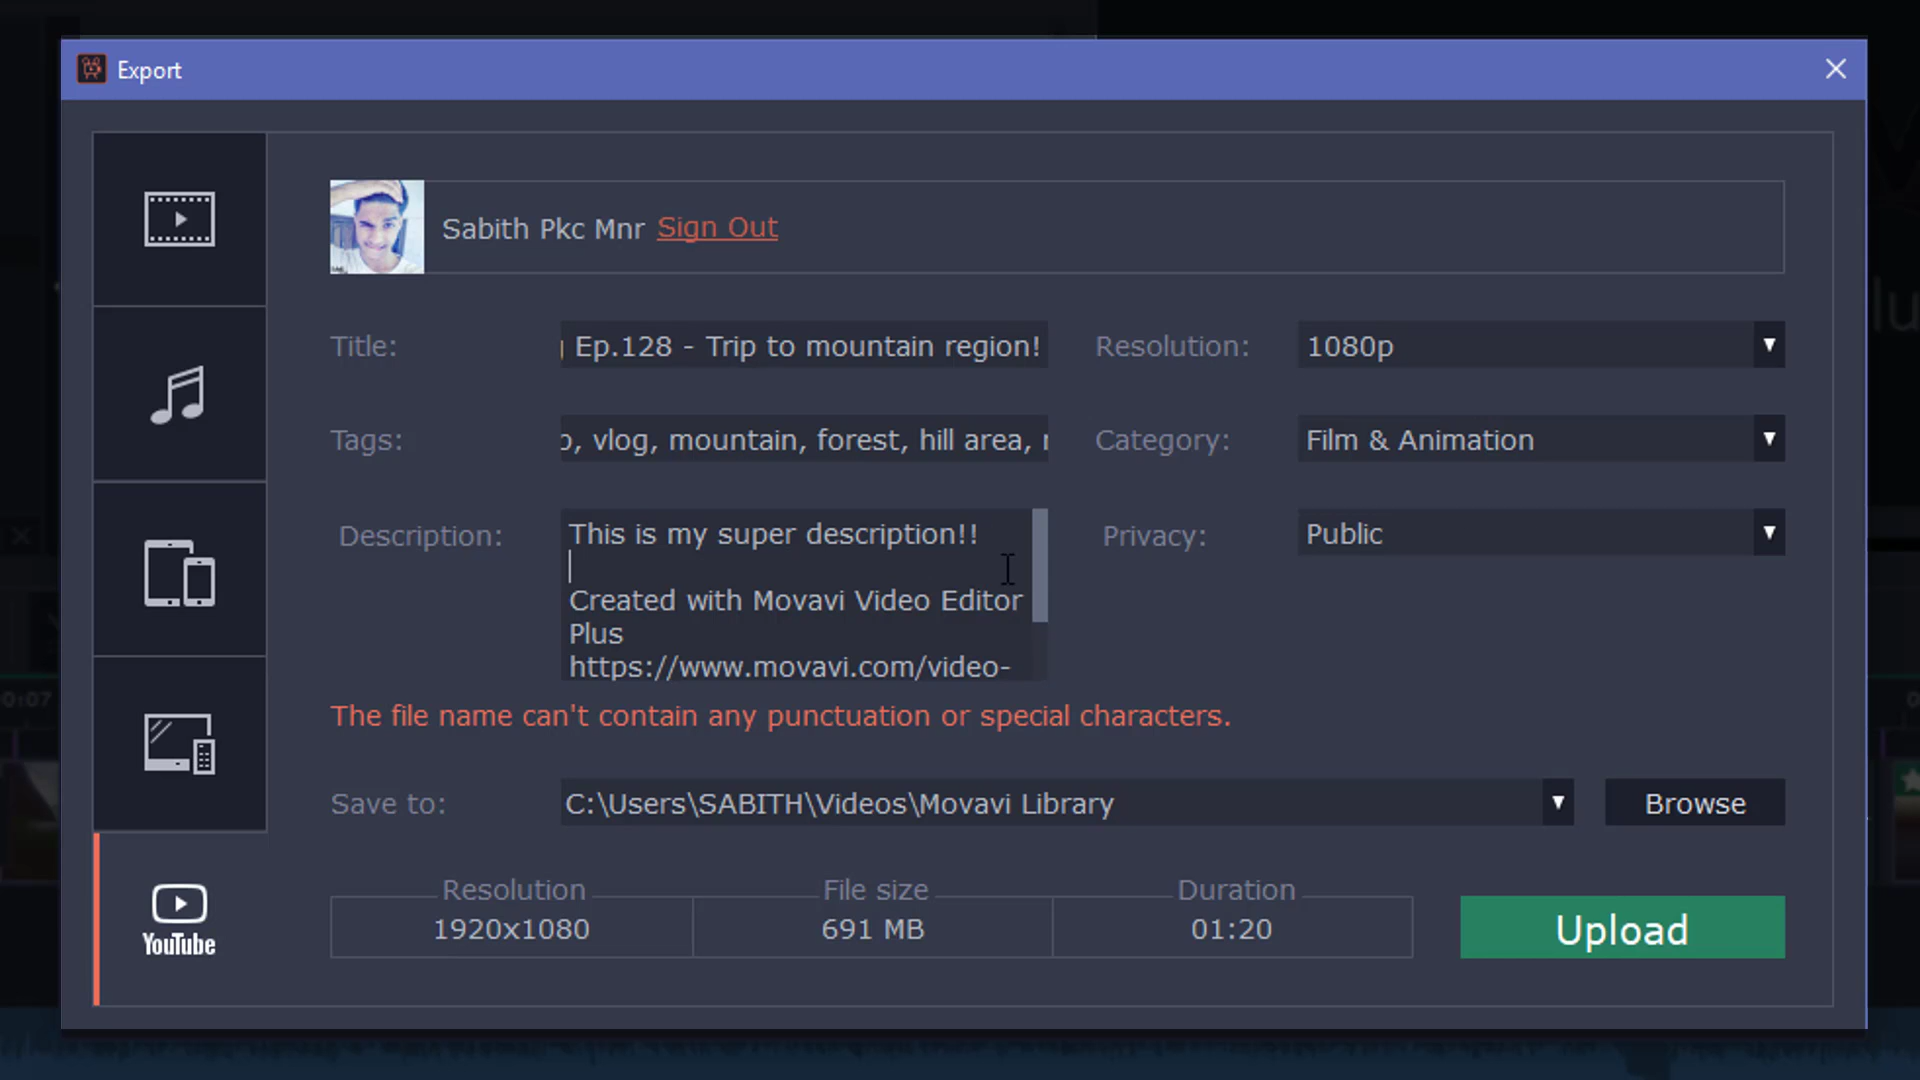 Export
Sabith Pkc Mnr Sign Out
Title: Ep.128 - Trip to mountain region! Resolution: 1080p
Tags: vlog, mountain, forest, hill area, Category: Film & Animation
Description: This is my super description!! Privacy: Public
Created with Movavi Video Editor
Plus
https://www.movavi.com/video-
The file name can't contain any punctuation or special characters.
Save to: C:\Users\SABITH\Videos\Movavi Library Browse
Resolution File size Duration
1920x1080 691 MB 01:20 Upload
YouTube